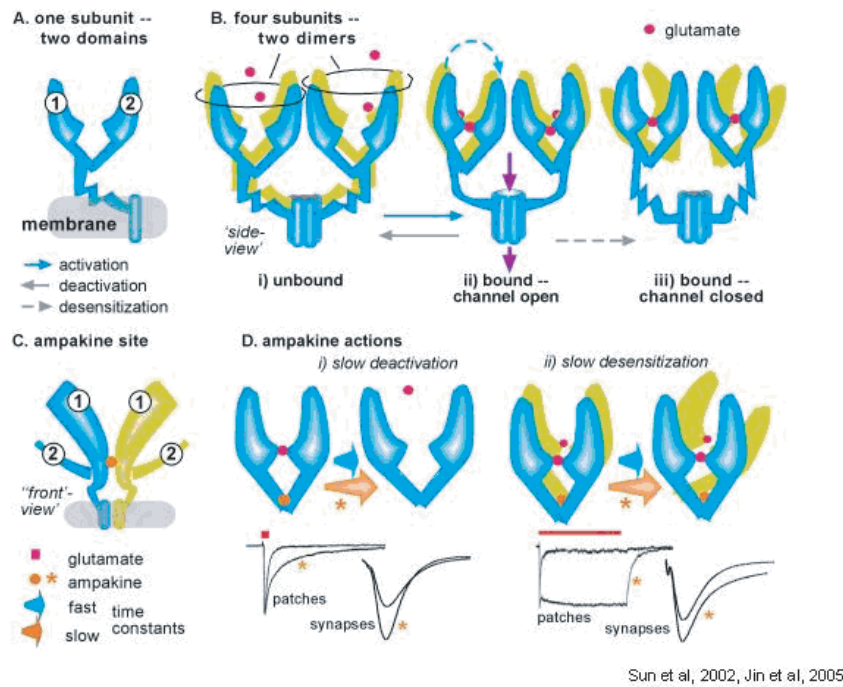 A. one subunit --
two domains
1
2
membrane
activation
deactivation
desensitization
B. four subunits --
two dimers
glutamate
'side-
view'
i) unbound
ii) bound --
channel open
iii) bound --
channel closed
C. ampakine site
1
1
2
2
"front'-
view'
glutamate
ampakine
fast
slow
time
constants
D. ampakine actions
i) slow deactivation
*
*
patches
synapses
*
ii) slow desensitization
*
*
patches
synapses
*
Sun et al, 2002, Jin et al, 2005